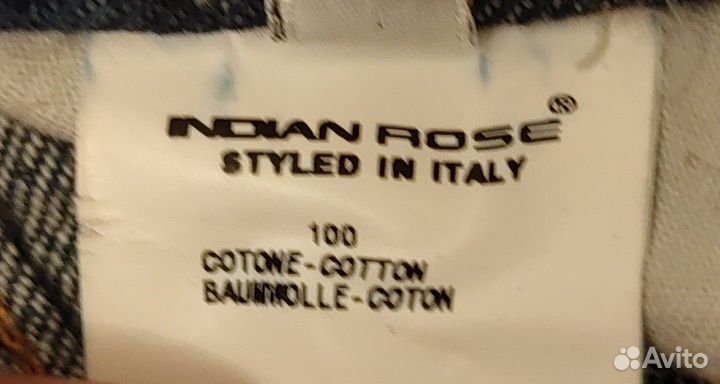 INDIAN ROSE®
STYLED IN ITALY
100
COTONE-COTTON
BAUMWOLLE-COTON
Avito